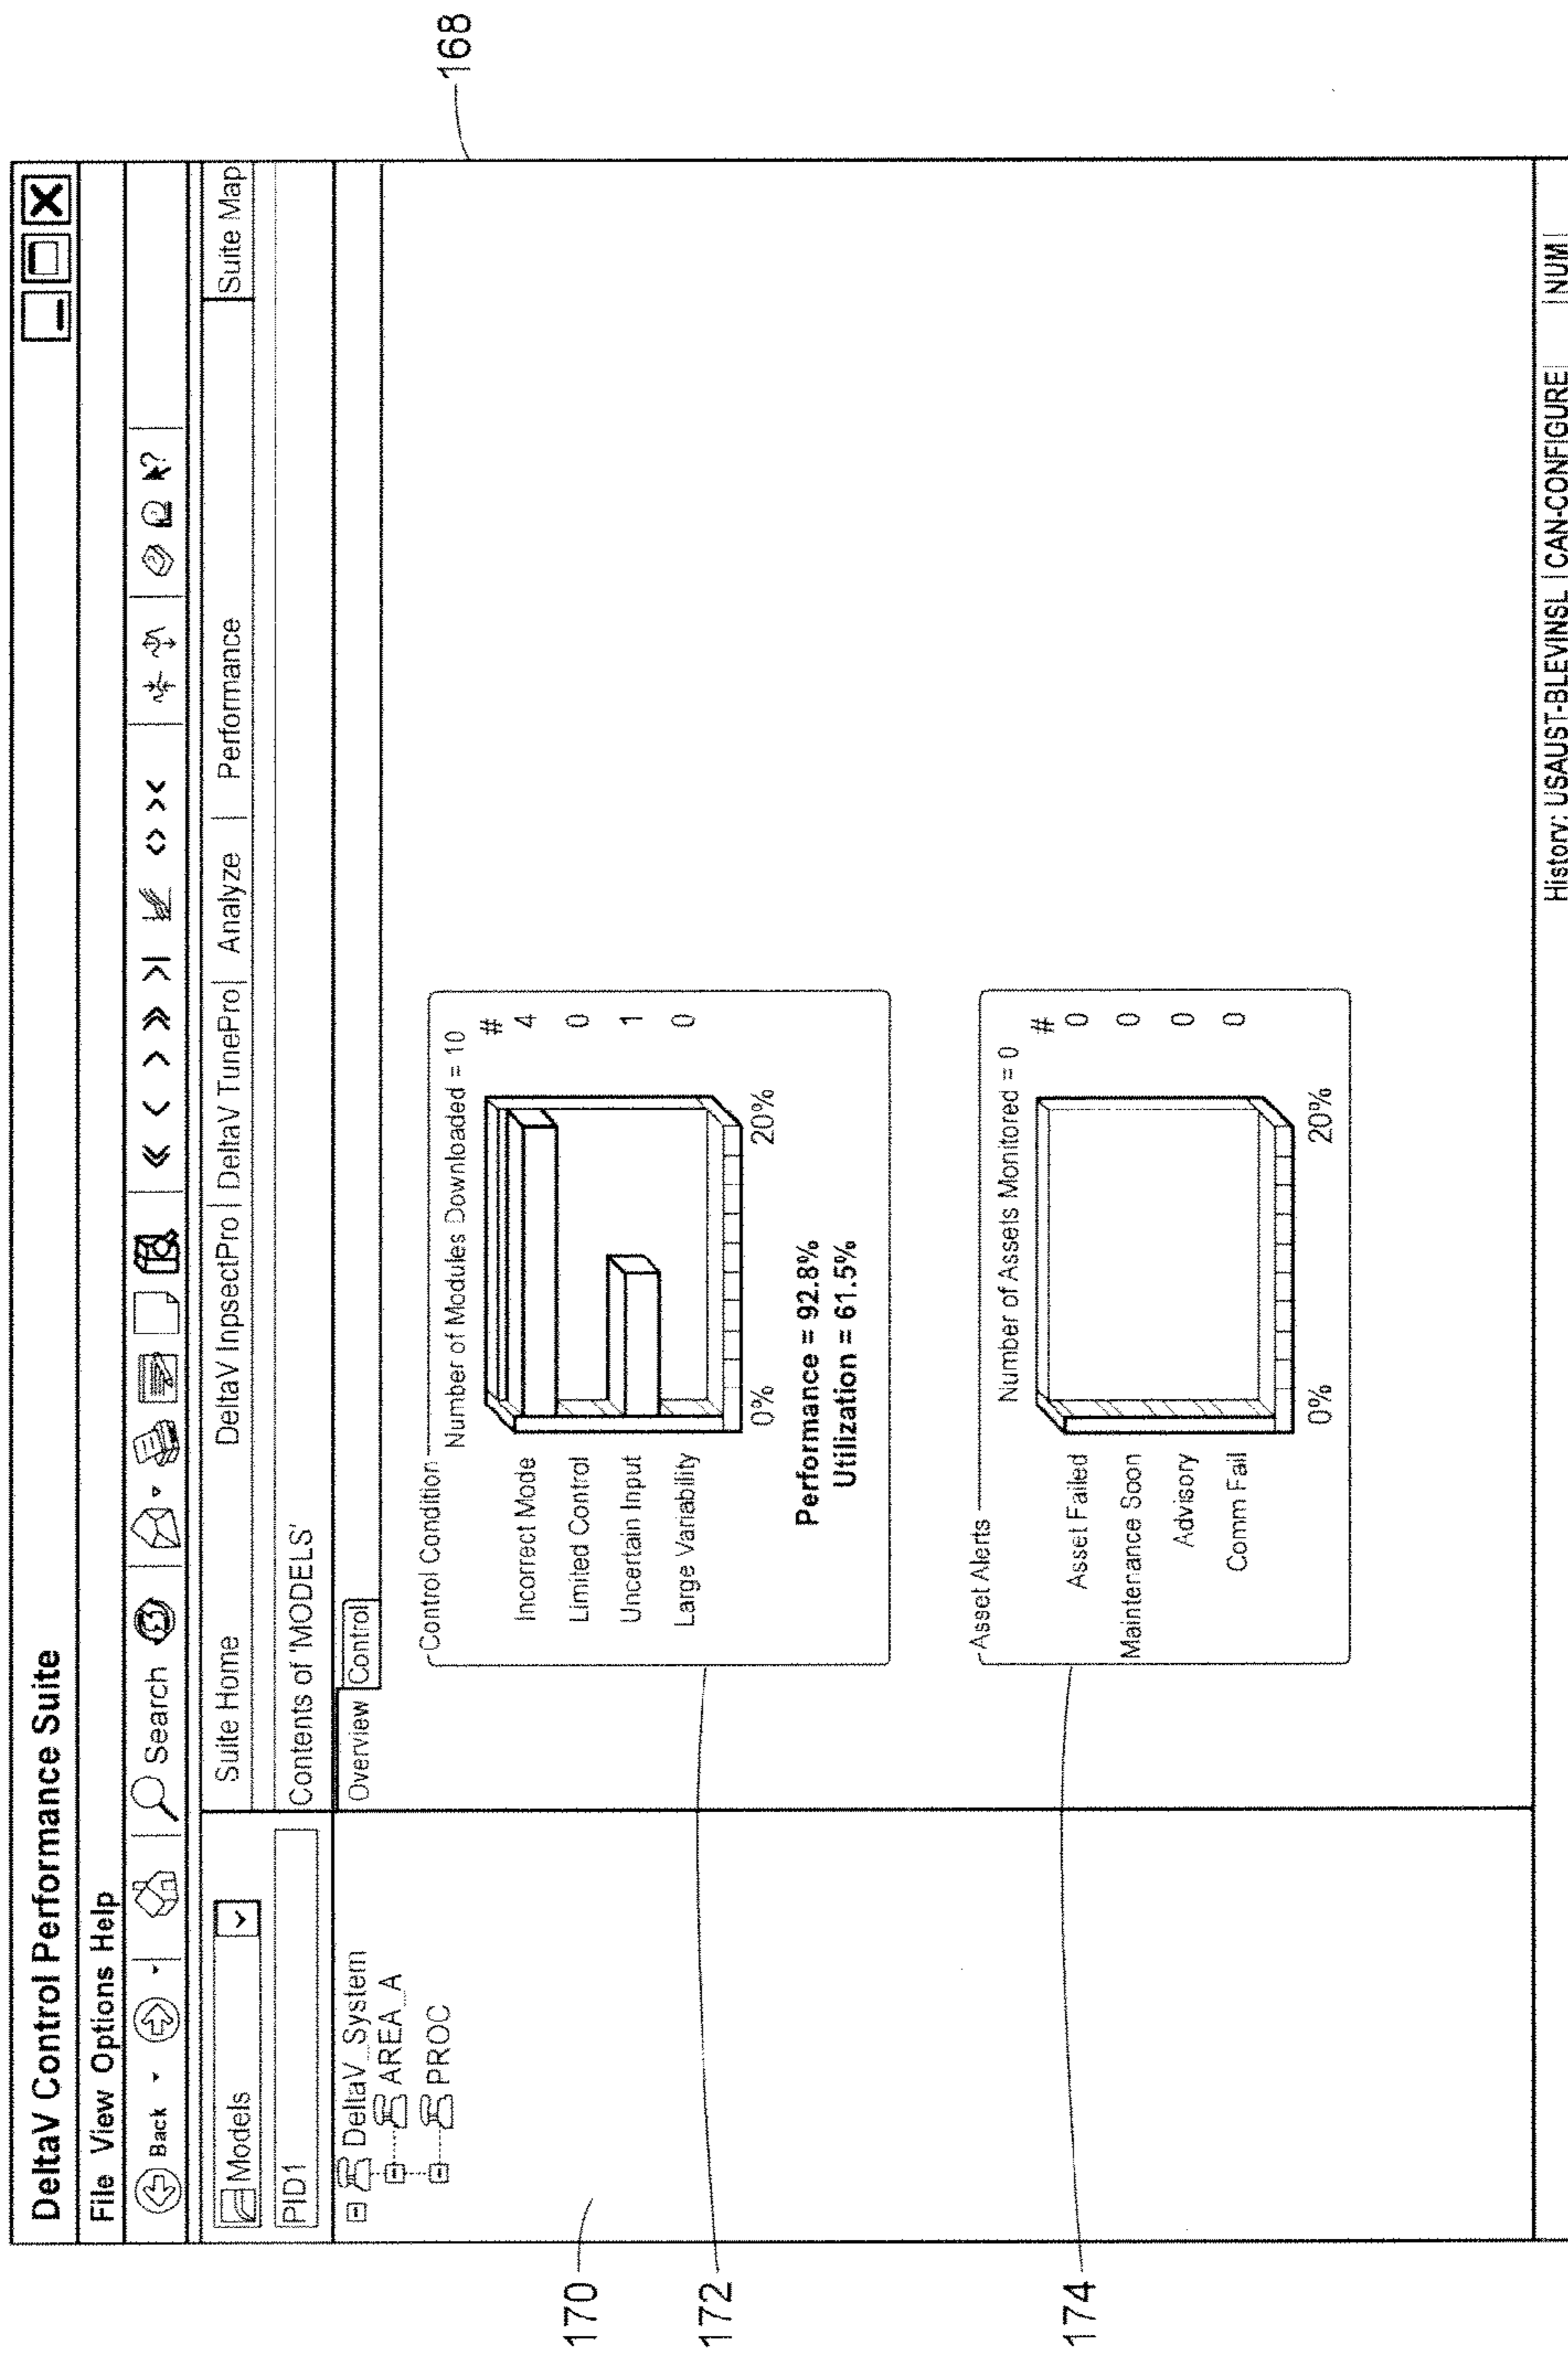 DeltaV Control Performance Suite
File View Options Help
Back
Search
Models
Suite Home
DeltaV InpsectPro
DeltaV TunePro
Analyze
Performance
Suite Map
PID1
Contents of 'MODELS'
DeltaV_System
AREA_A
PROC
Overview
Control
168
Control Condition
Number of Modules Downloaded = 10
#
Incorrect Mode 4
Limited Control 0
Uncertain Input 1
Large Variability 0
0% 20%
Performance = 92.8%
Utilization = 61.5%
Asset Alerts
Number of Assets Monitored = 0
#
Asset Failed 0
Maintenance Soon 0
Advisory 0
Comm Fail 0
0% 20%
170
172
174
History: USAUST-BLEVINSL CAN-CONFIGURE NUM